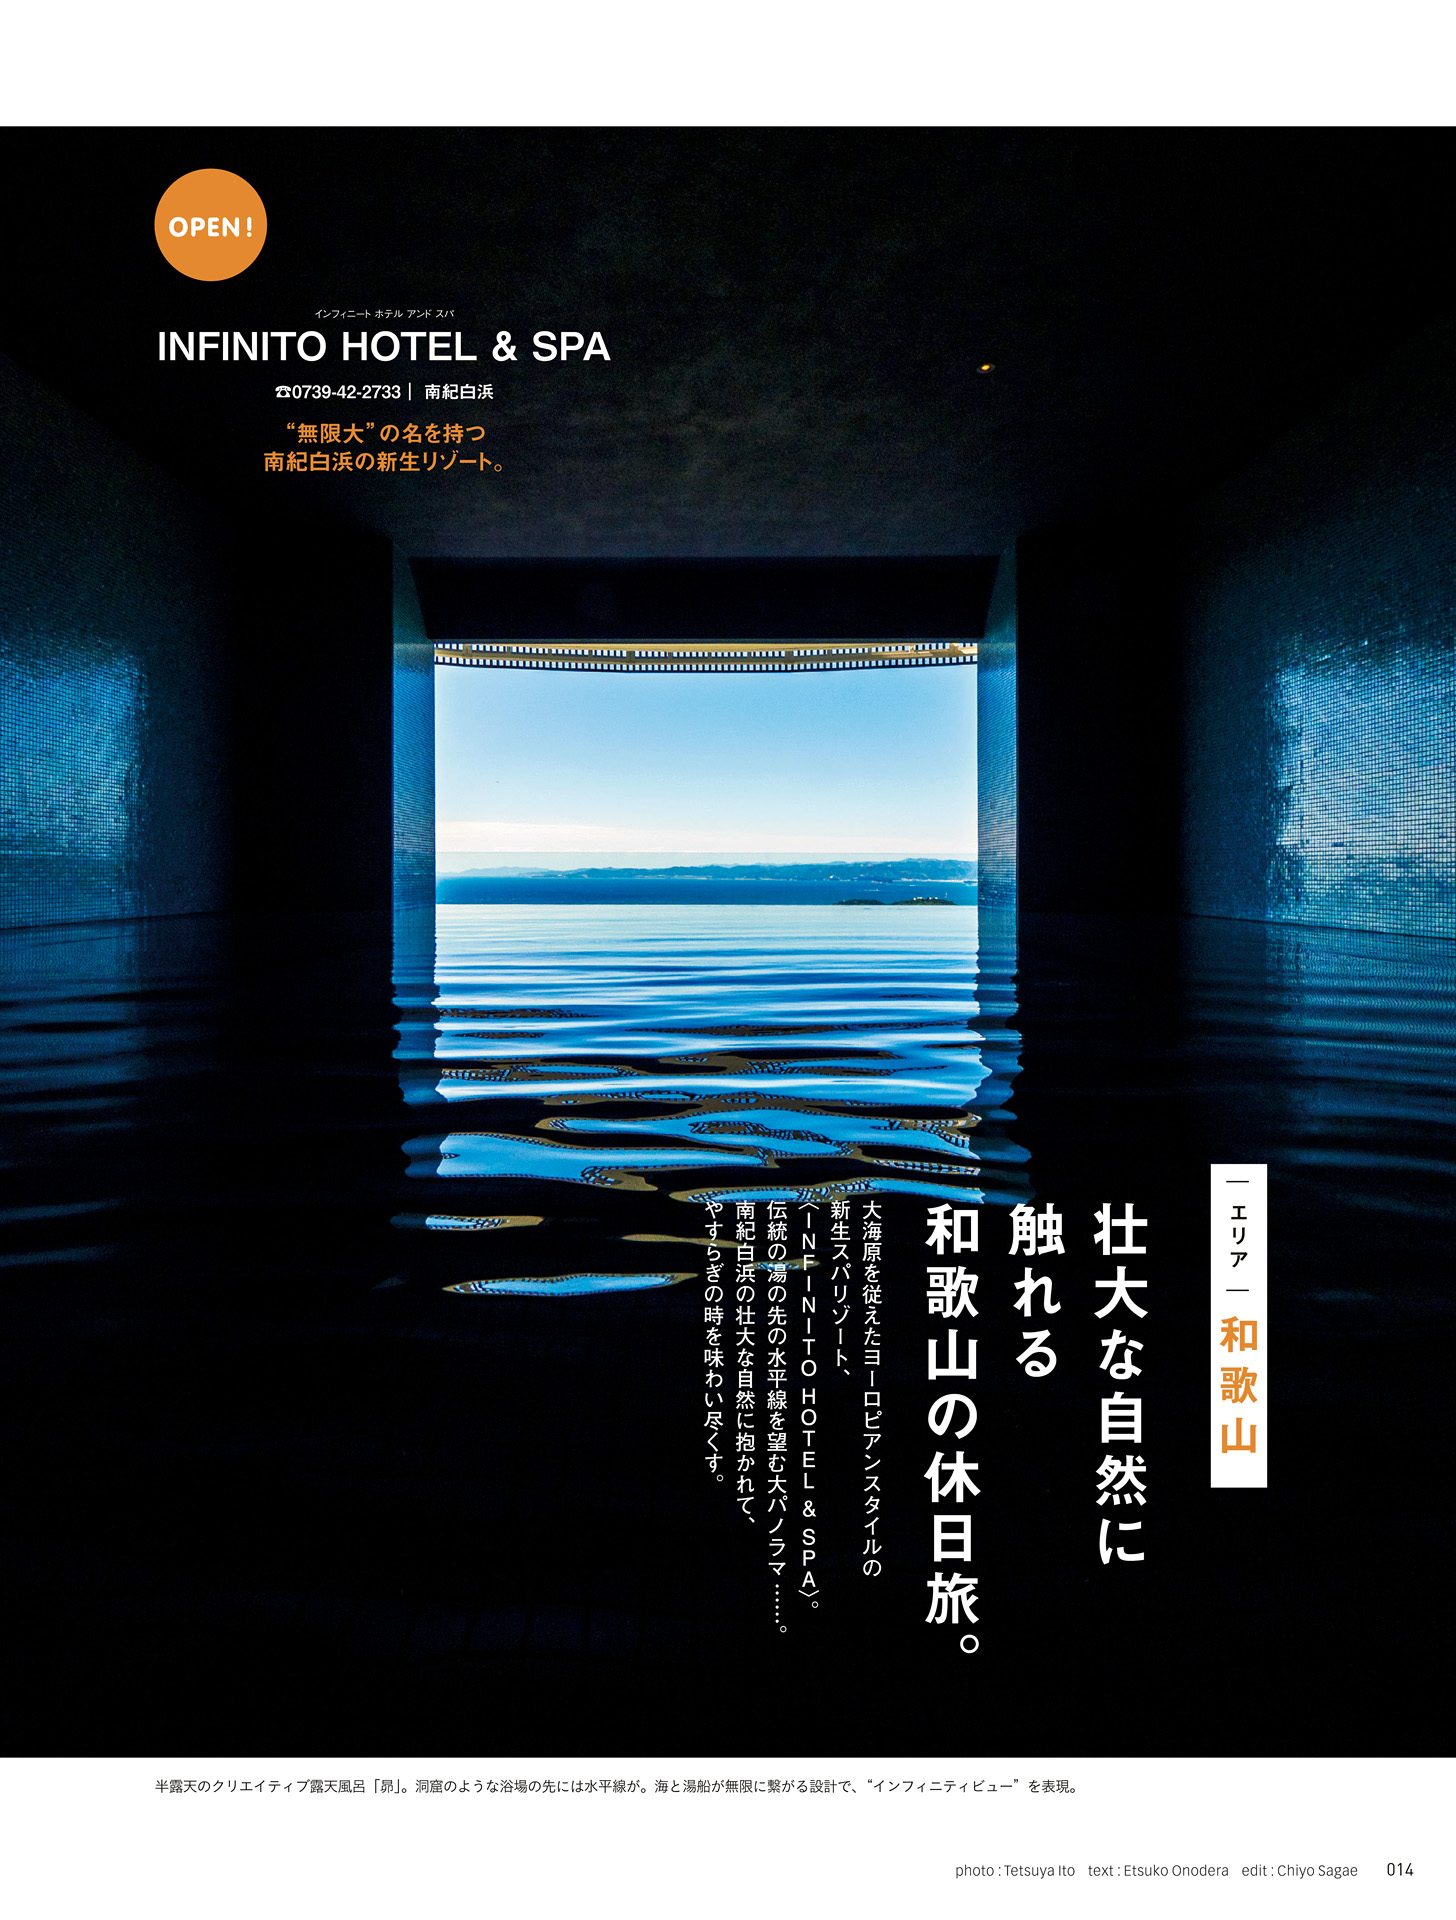 OPEN!
インフィニート ホテル アンド スパ
INFINITO HOTEL & SPA
☎0739-42-2733｜ 南紀白浜
“無限大”の名を持つ
南紀白浜の新生リゾート。
エリア
和歌山
壮大な自然に
触れる
和歌山の休日旅。
大海原を従えたヨーロピアンスタイルの
新生スパリゾート、
〈INFINITO HOTEL & SPA〉。
伝統の湯の先の水平線を望む大パノラマ……。
南紀白浜の壮大な自然に抱かれて、
やすらぎの時を味わい尽くす。
半露天のクリエイティブ露天風呂「昴」。洞窟のような浴場の先には水平線が。海と湯船が無限に繋がる設計で、“インフィニティビュー”を表現。
photo : Tetsuya Ito text : Etsuko Onodera edit : Chiyo Sagae 014